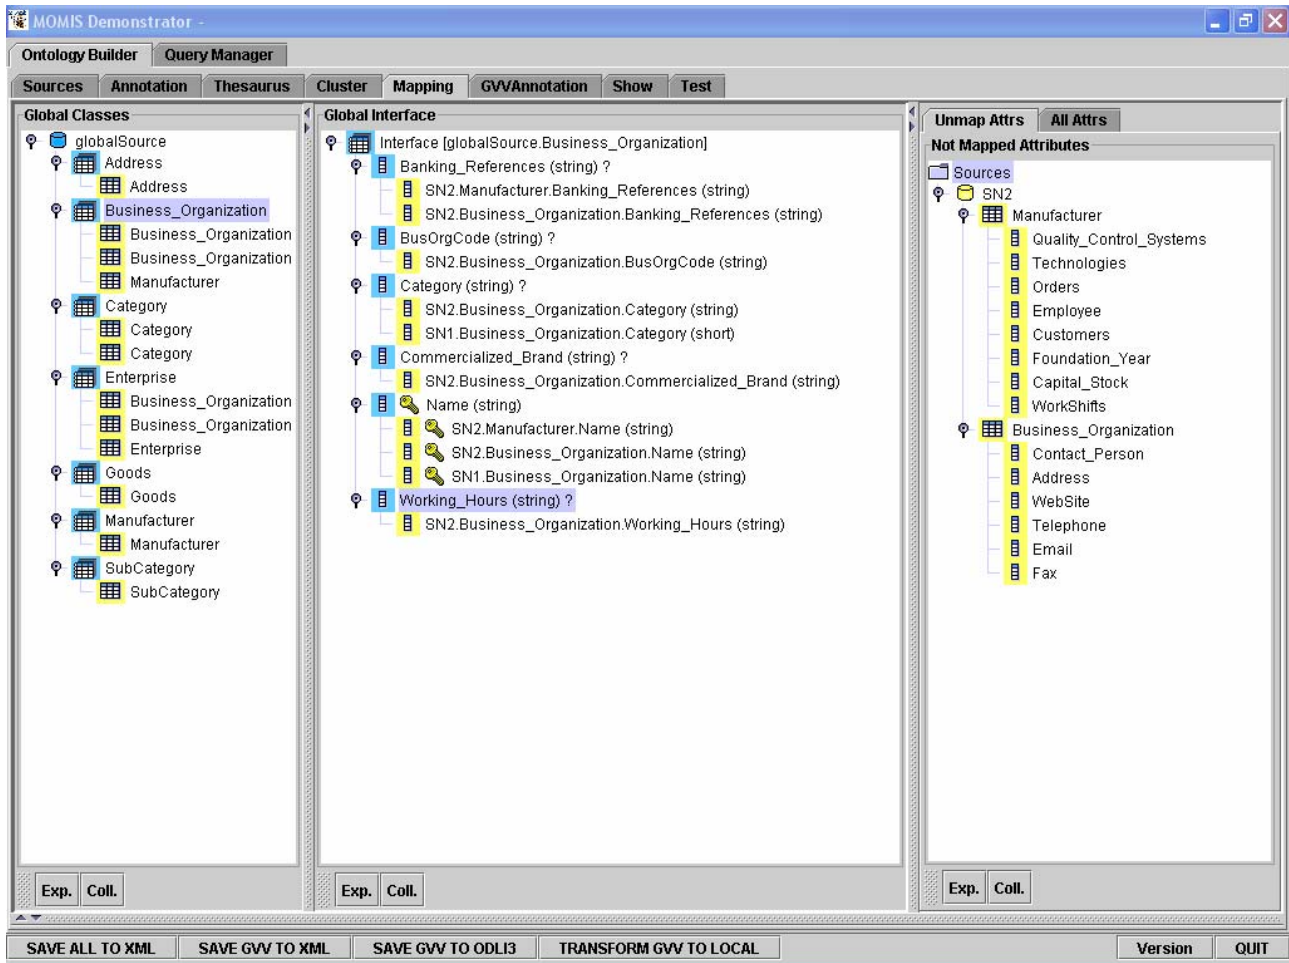 MOMIS Demonstrator -
Ontology Builder
Query Manager
Sources
Annotation
Thesaurus
Cluster
Mapping
GVVAnnotation
Show
Test
Global Classes
globalSource
Address
Address
Business_Organization
Business_Organization
Business_Organization
Manufacturer
Category
Category
Category
Enterprise
Business_Organization
Business_Organization
Enterprise
Goods
Goods
Manufacturer
Manufacturer
SubCategory
SubCategory
Exp.
Coll.
Global Interface
Interface [globalSource.Business_Organization]
Banking_References (string) ?
SN2.Manufacturer.Banking_References (string)
SN2.Business_Organization.Banking_References (string)
BusOrgCode (string) ?
SN2.Business_Organization.BusOrgCode (string)
Category (string) ?
SN2.Business_Organization.Category (string)
SN1.Business_Organization.Category (short)
Commercialized_Brand (string) ?
SN2.Business_Organization.Commercialized_Brand (string)
Name (string)
SN2.Manufacturer.Name (string)
SN2.Business_Organization.Name (string)
SN1.Business_Organization.Name (string)
Working_Hours (string) ?
SN2.Business_Organization.Working_Hours (string)
Exp.
Coll.
Unmap Attrs
All Attrs
Not Mapped Attributes
Sources
SN2
Manufacturer
Quality_Control_Systems
Technologies
Orders
Employee
Customers
Foundation_Year
Capital_Stock
WorkShifts
Business_Organization
Contact_Person
Address
WebSite
Telephone
Email
Fax
Exp.
Coll.
SAVE ALL TO XML
SAVE GVV TO XML
SAVE GVV TO ODLI3
TRANSFORM GVV TO LOCAL
Version
QUIT